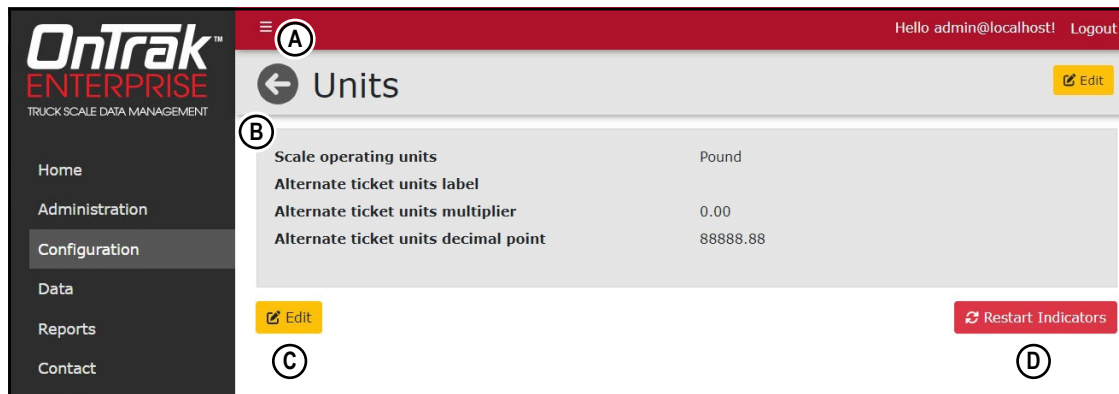 OnTrak™
ENTERPRISE
TRUCK SCALE DATA MANAGEMENT
Home
Administration
Configuration
Data
Reports
Contact
A
Hello admin@localhost! Logout
Units
Edit
B
Scale operating units Pound
Alternate ticket units label
Alternate ticket units multiplier 0.00
Alternate ticket units decimal point 88888.88
Edit
Restart Indicators
C
D